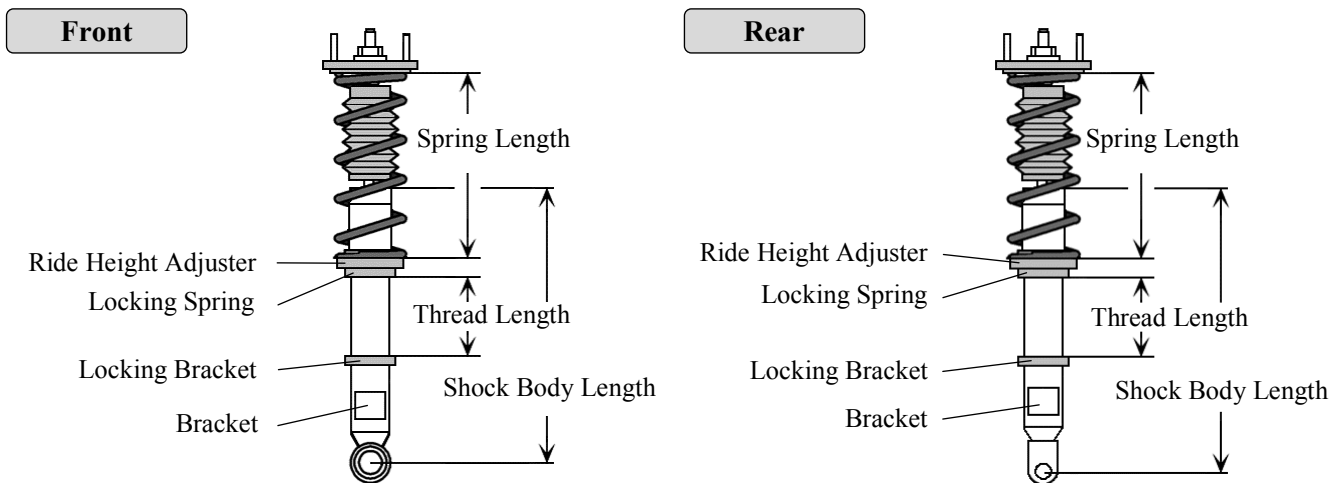 Front
Spring Length
Ride Height Adjuster
Locking Spring
Thread Length
Locking Bracket
Shock Body Length
Bracket
Rear
Spring Length
Ride Height Adjuster
Locking Spring
Thread Length
Locking Bracket
Shock Body Length
Bracket